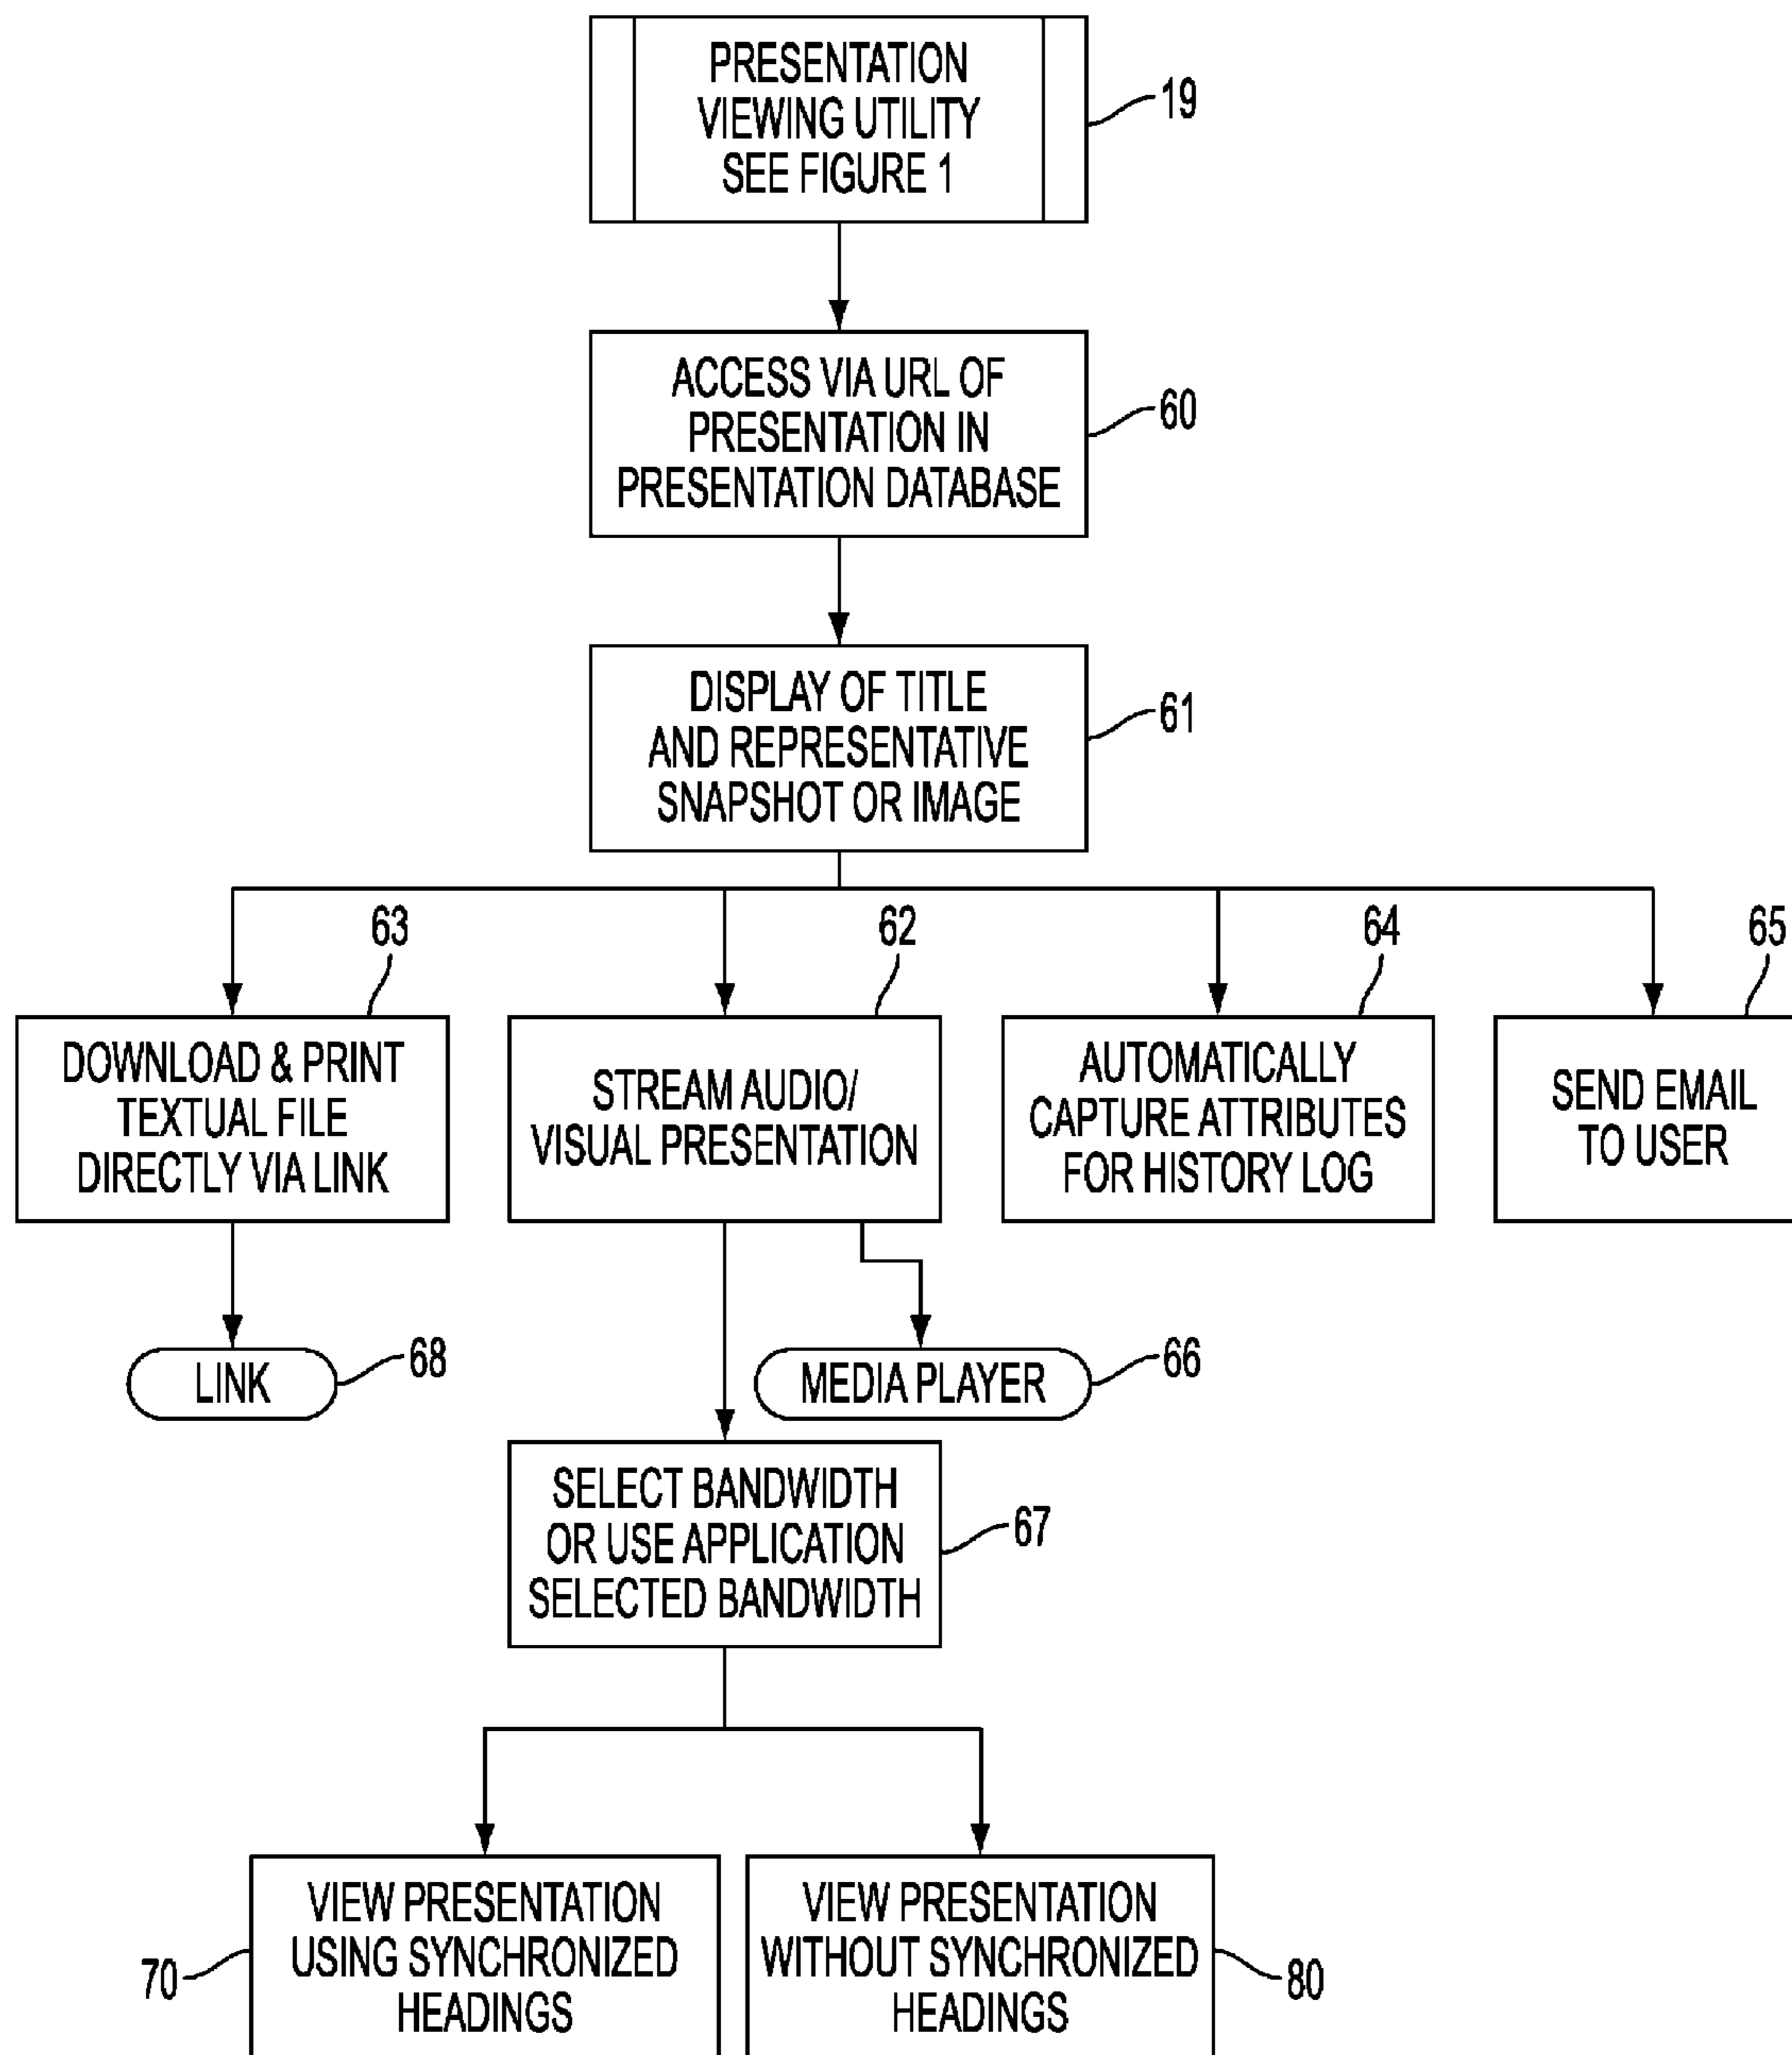 PRESENTATION
VIEWING UTILITY
SEE FIGURE 1
19
ACCESS VIA URL OF
PRESENTATION IN
PRESENTATION DATABASE
60
DISPLAY OF TITLE
AND REPRESENTATIVE
SNAPSHOT OR IMAGE
61
63
DOWNLOAD & PRINT
TEXTUAL FILE
DIRECTLY VIA LINK
62
STREAM AUDIO/
VISUAL PRESENTATION
64
AUTOMATICALLY
CAPTURE ATTRIBUTES
FOR HISTORY LOG
65
SEND EMAIL
TO USER
LINK
68
MEDIA PLAYER
66
SELECT BANDWIDTH
OR USE APPLICATION
SELECTED BANDWIDTH
67
70
VIEW PRESENTATION
USING SYNCHRONIZED
HEADINGS
VIEW PRESENTATION
WITHOUT SYNCHRONIZED
HEADINGS
80